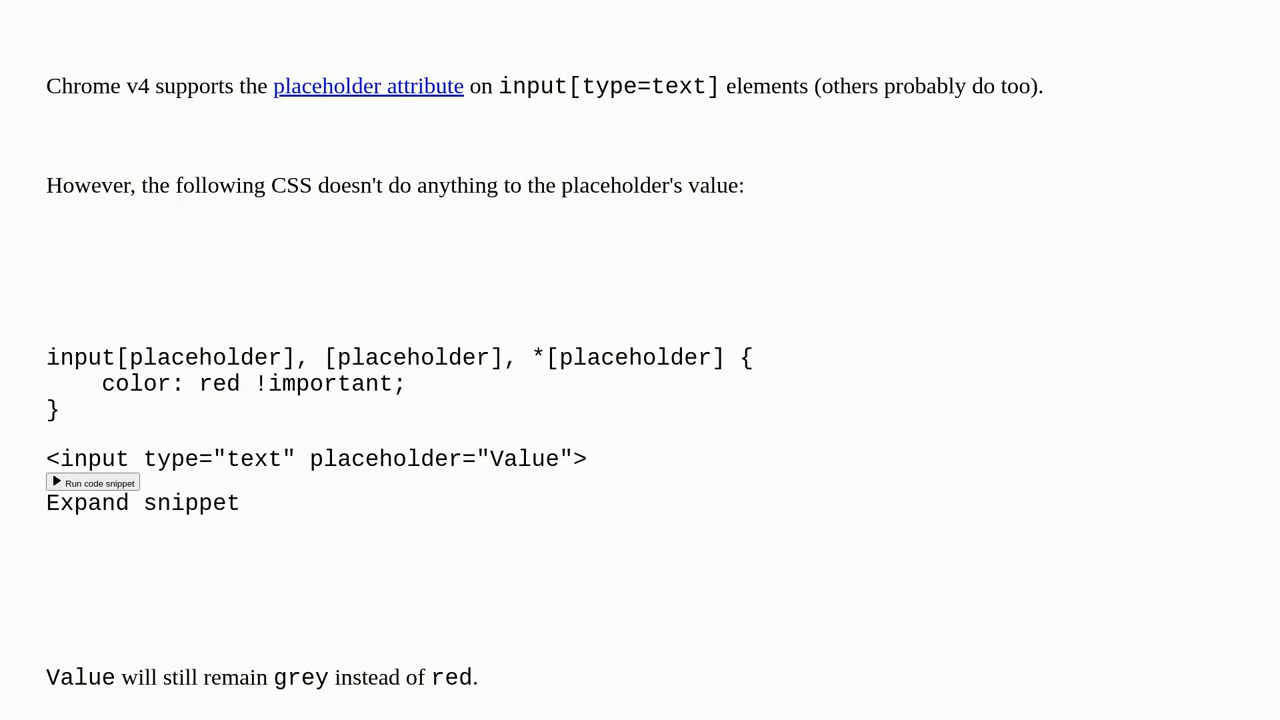 Chrome v4 supports the placeholder attribute on input[type=text] elements (others probably do too).
However, the following CSS doesn't do anything to the placeholder's value:
input[placeholder], [placeholder], *[placeholder] {
    color: red !important;
}
<input type="text" placeholder="Value">
Run code snippet
Expand snippet
Value will still remain grey instead of red.